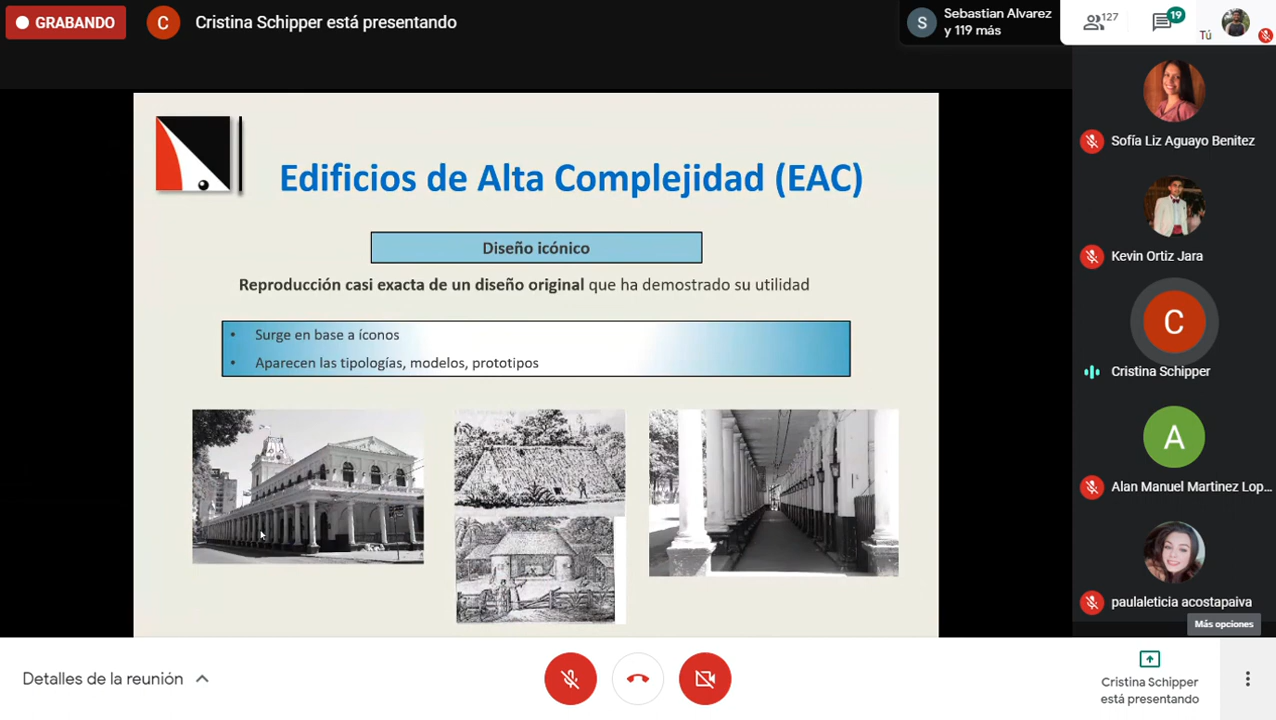 GRABANDO
C
Cristina Schipper está presentando
S
Sebastian Alvarez
y 119 más
127
19
Tú
Edificios de Alta Complejidad (EAC)
Diseño icónico
Reproducción casi exacta de un diseño original que ha demostrado su utilidad
• Surge en base a íconos
• Aparecen las tipologías, modelos, prototipos
Sofía Liz Aguayo Benitez
Kevin Ortiz Jara
C
Cristina Schipper
A
Alan Manuel Martinez Lop...
paulaleticia acostapaiva
Más opciones
Detalles de la reunión
Cristina Schipper
está presentando